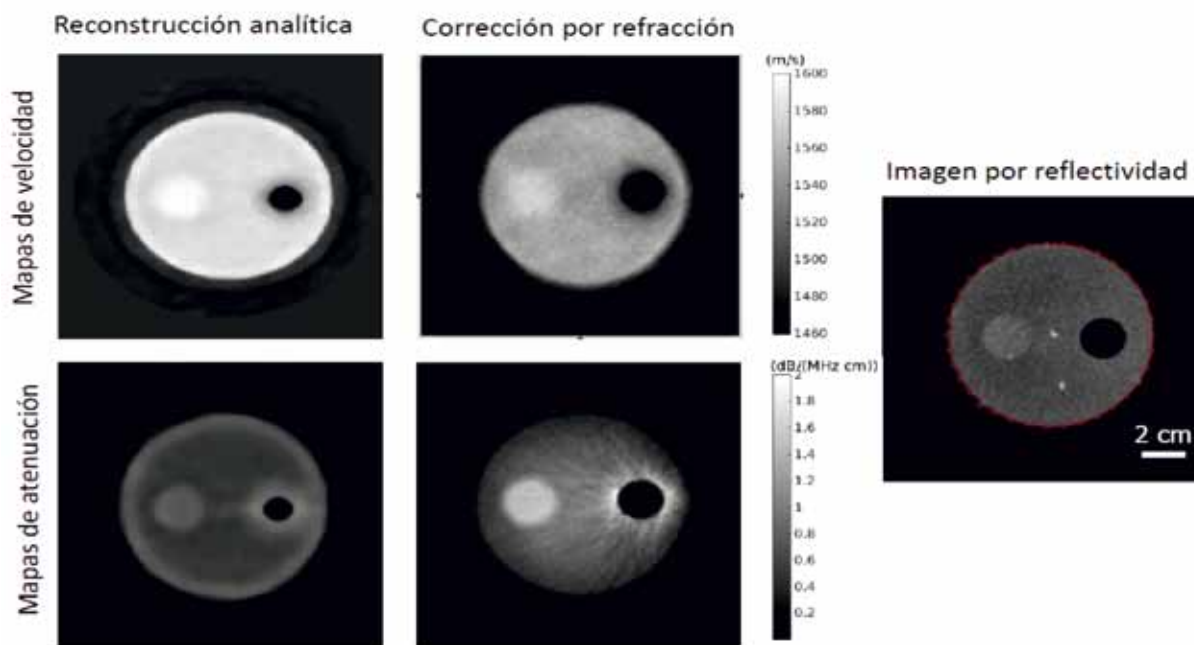 Reconstrucción analítica
Corrección por refracción
Mapas de velocidad
(m/s)
1600
1580
1560
1540
1520
1500
1480
1460
Imagen por reflectividad
2 cm
Mapas de atenuación
(dB/(MHz cm))
2
1.8
1.6
1.4
1.2
1
0.8
0.6
0.4
0.2